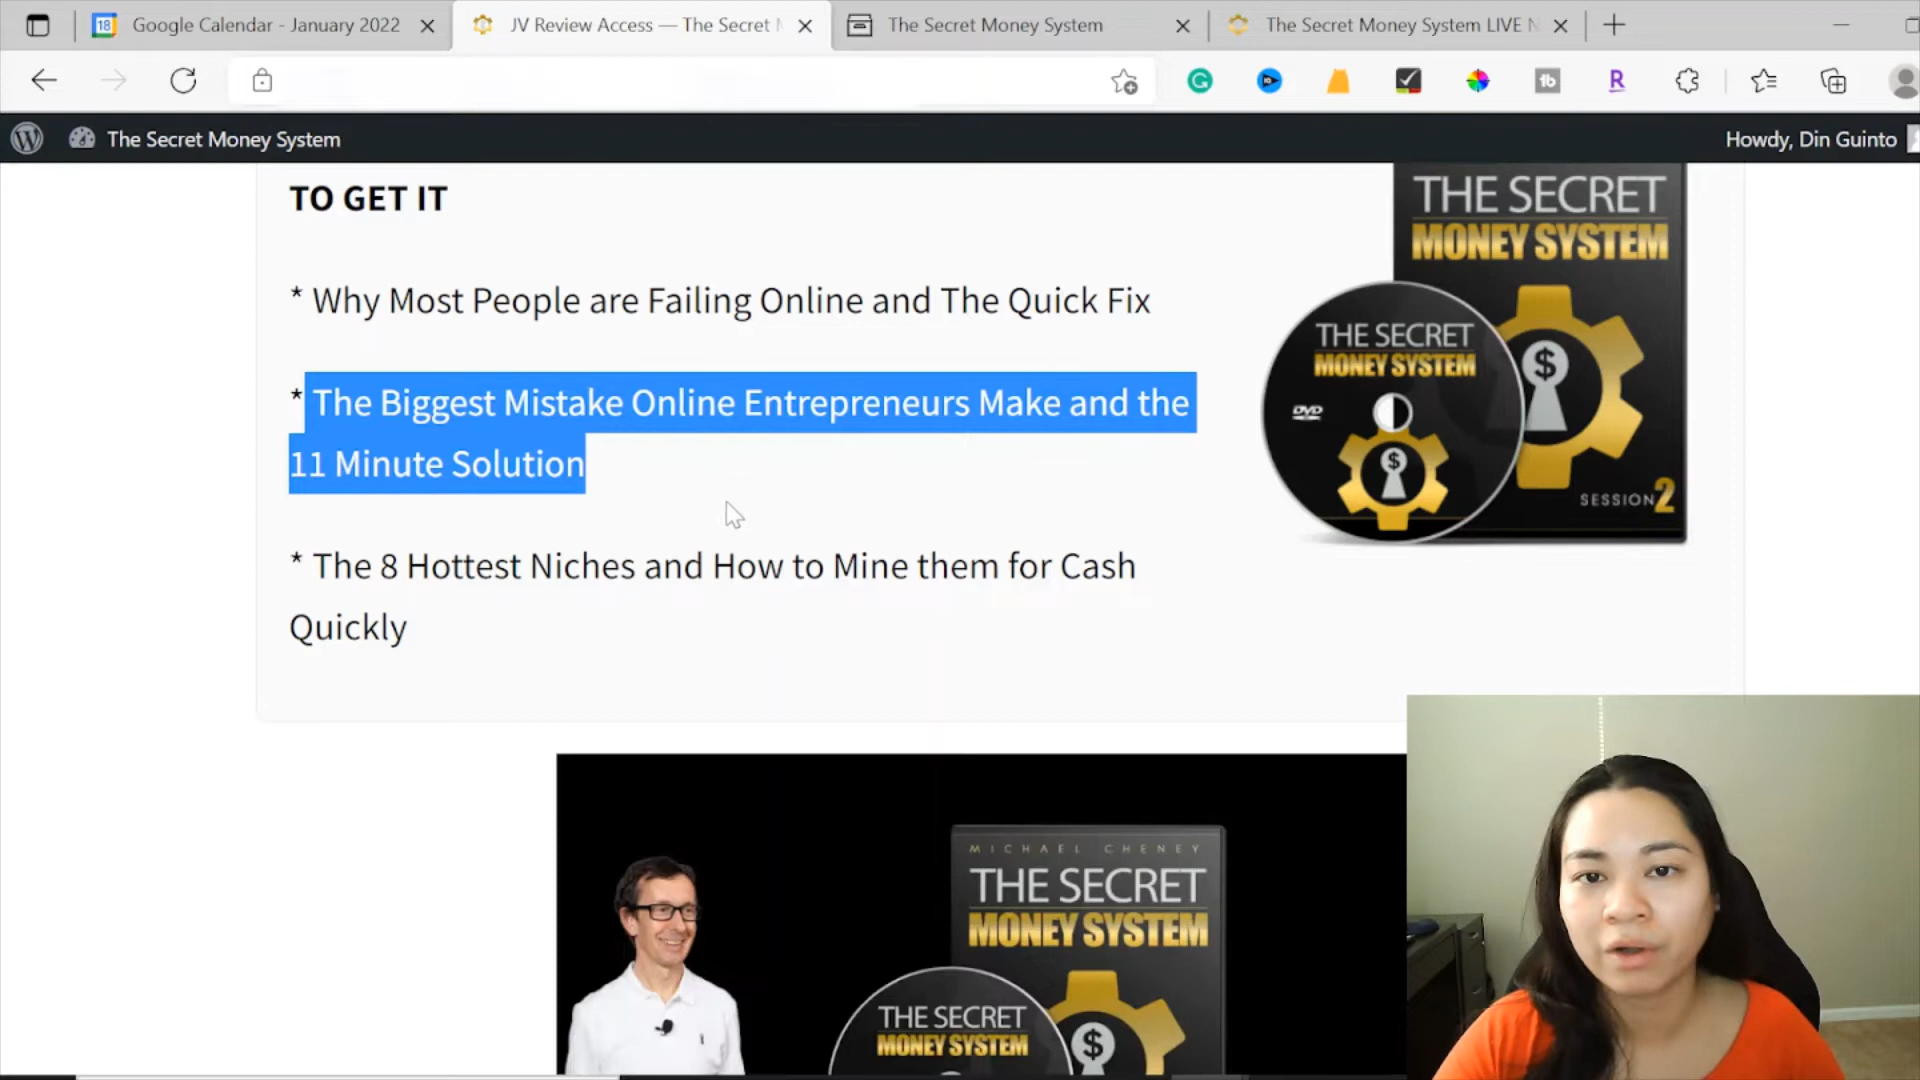 Google Calendar - January 2022
JV Review Access — The Secret
The Secret Money System
The Secret Money System LIVE
The Secret Money System
Howdy, Din Guinto
TO GET IT
* Why Most People are Failing Online and The Quick Fix
* The Biggest Mistake Online Entrepreneurs Make and the
11 Minute Solution
* The 8 Hottest Niches and How to Mine them for Cash
Quickly
THE SECRET
MONEY SYSTEM
SESSION 2
THE SECRET
MONEY SYSTEM
DVD
$
$
MICHAEL CHENEY
THE SECRET
MONEY SYSTEM
THE SECRET
MONEY SYSTEM
$
18
G
tb
R